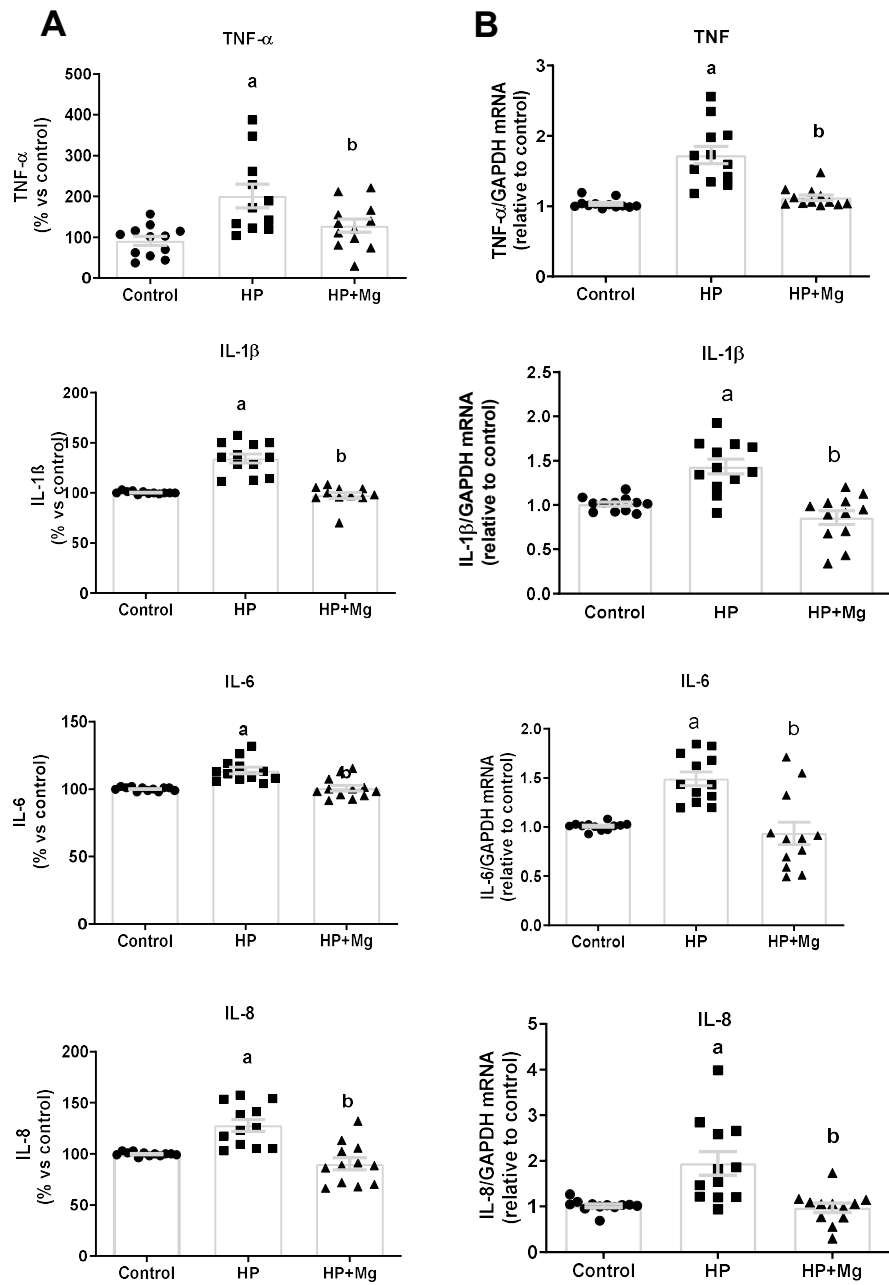 A
TNF-α
a
b
TNF-α
(% vs control)
500
400
300
200
100
0
Control HP HP+Mg
IL-1β
a
b
IL-1ß
(% vs control)
200
150
100
50
0
Control HP HP+Mg
IL-6
a
b
IL-6
(% vs control)
150
100
50
0
Control HP HP+Mg
IL-8
a
b
IL-8
(% vs control)
200
150
100
50
0
Control HP HP+Mg
B
TNF
a
b
TNF-α/GAPDH mRNA
(relative to control)
3
2
1
0
Control HP HP+Mg
IL-1β
a
b
IL-1β/GAPDH mRNA
(relative to control)
2.5
2.0
1.5
1.0
0.5
0.0
Control HP HP+Mg
IL-6
a
b
IL-6/GAPDH mRNA
(relative to control)
2.0
1.5
1.0
0.5
0.0
Control HP HP+Mg
IL-8
a
b
IL-8/GAPDH mRNA
(relative to control)
5
4
3
2
1
0
Control HP HP+Mg